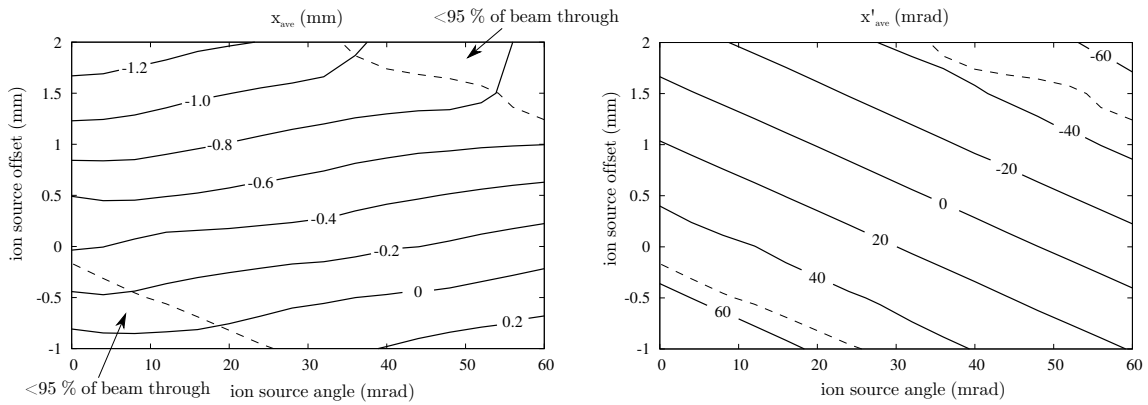 x_ave (mm)
<95 % of beam through
2
1.5
1
0.5
0
-0.5
-1
ion source offset (mm)
-1.2
-1.0
-0.8
-0.6
-0.4
-0.2
0
0.2
0 10 20 30 40 50 60
<95 % of beam through
ion source angle (mrad)
x'_ave (mrad)
2
1.5
1
0.5
0
-0.5
-1
ion source offset (mm)
-60
-40
-20
0
20
40
60
0 10 20 30 40 50 60
ion source angle (mrad)